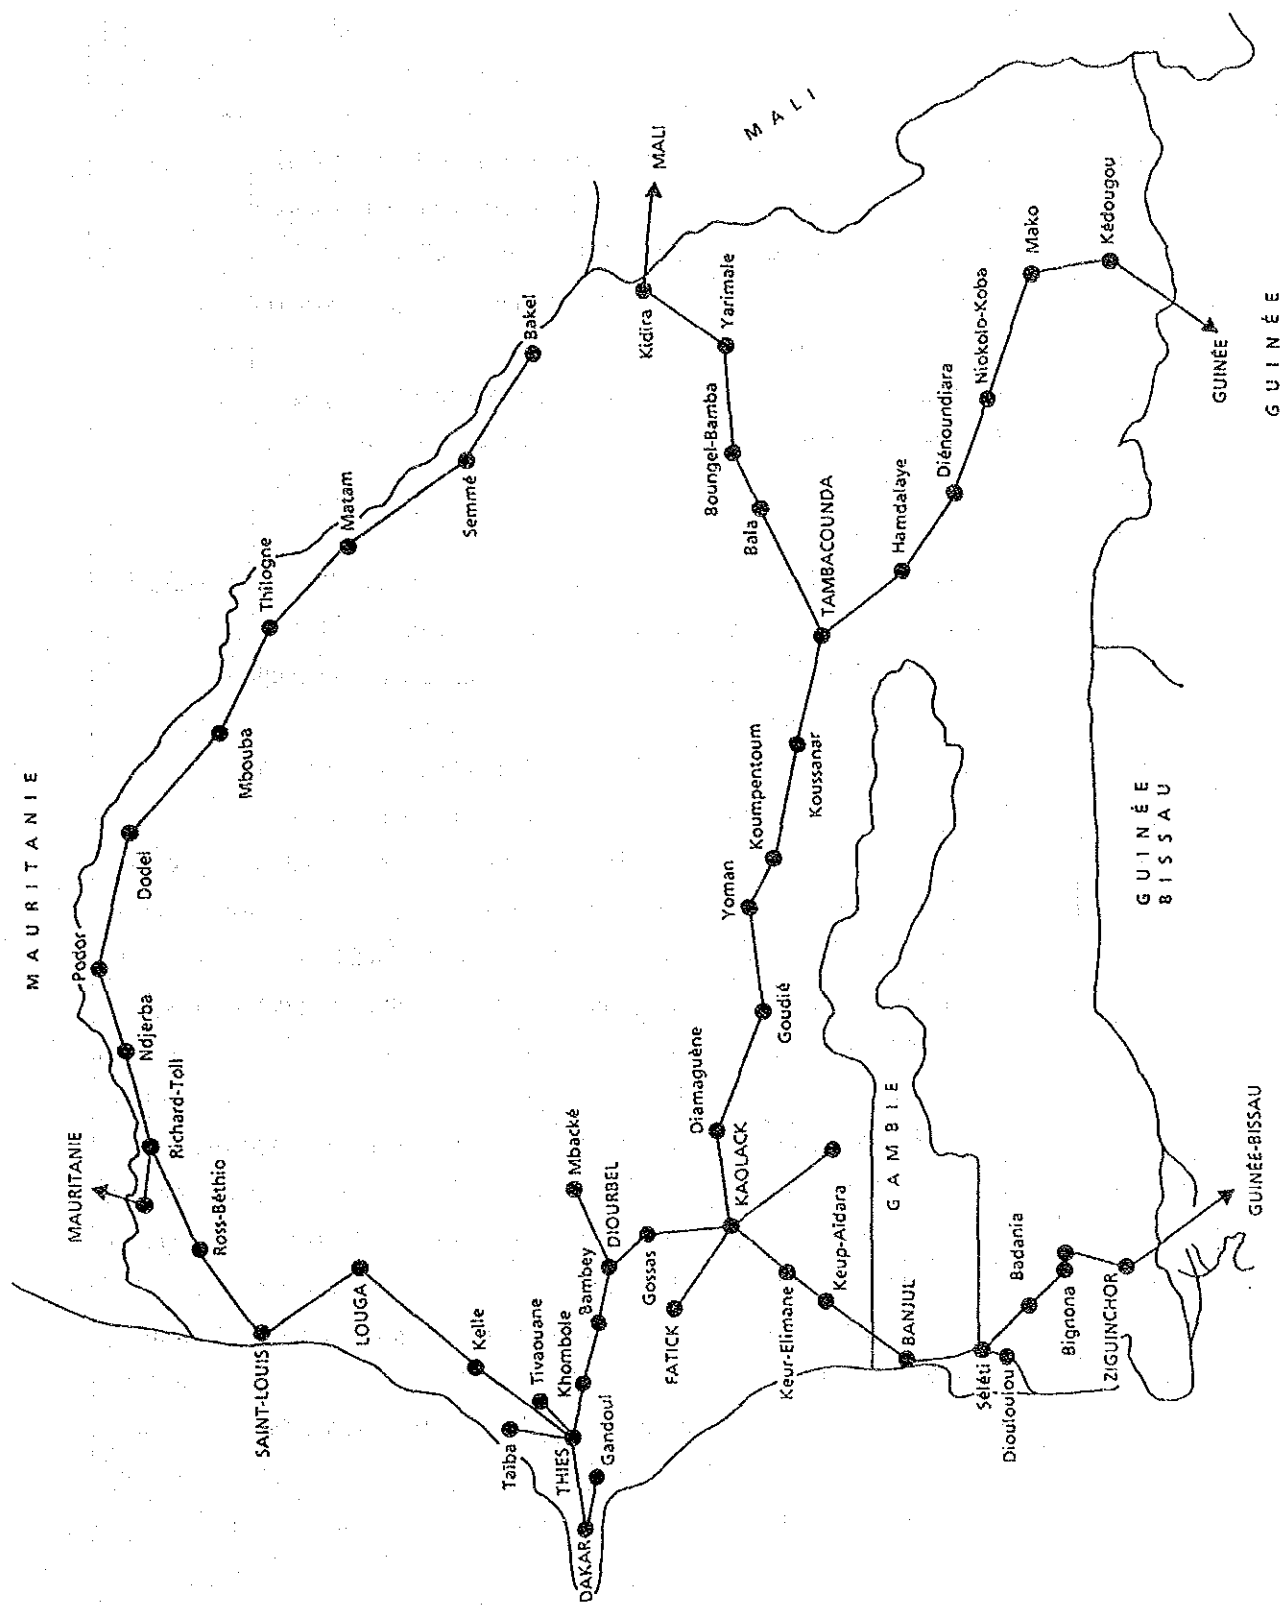 MAURITANIE
MAURITANIE
Podor
Ndjerba
Richard-Toll
Ross-Béthio
SAINT-LOUIS
LOUGA
Dodel
Mbouba
Thilogne
Matam
Semmé
Bakel
Kelle
Tivaouane
Taïba
THIES
Khombole
Gandoul
DAKAR
Bambey
DIOURBEL
Mbacké
Gossas
FATICK
KAOLACK
Diamaguène
Goudié
Yoman
Koumpentoum
Koussanar
TAMBACOUNDA
Bala
Boungel-Bamba
Yarimale
Kidira
MALI
MALI
Hamdalaye
Diénoundiara
Niokolo-Koba
Mako
Kédougou
GUINÉE
GUINÉE
Keur-Elimane
Keup-Aïdara
GAMBIE
BANJUL
Séléti
Diouloulou
Badania
Bignona
ZIGUINCHOR
GUINÉE-BISSAU
GUINÉE
BISSAU